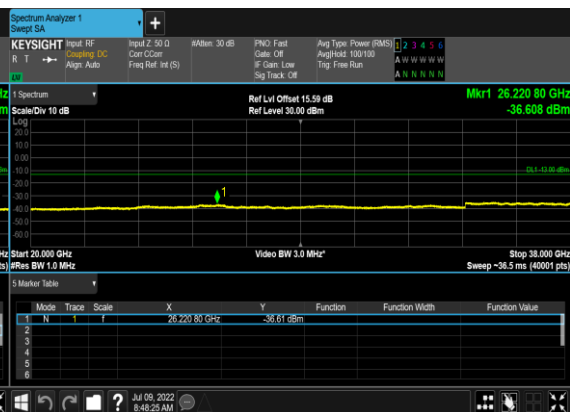 Spectrum Analyzer 1
Swept SA
KEYSIGHT
R T
Input: RF
Coupling: DC
Align: Auto
Input Z: 50 Ω
Corr CCorr
Freq Ref: Int (S)
#Atten: 30 dB
PNO: Fast
Gate: Off
IF Gain: Low
Sig Track: Off
Avg Type: Power (RMS)
Avg|Hold: 100/100
Trig: Free Run
1 2 3 4 5 6
A W W W W W
A N N N N N
1 Spectrum
Scale/Div 10 dB
Ref Lvl Offset 15.59 dB
Ref Level 30.00 dBm
Mkr1 26.220 80 GHz
-36.608 dBm
Log
20.0
10.0
0.00
-10.0
-20.0
-30.0
-40.0
-50.0
-60.0
DL1 -13.00 dBm
1
Start 20.000 GHz
#Res BW 1.0 MHz
Video BW 3.0 MHz*
Stop 38.000 GHz
Sweep ~36.5 ms (40001 pts)
5 Marker Table
Mode Trace Scale X Y Function Function Width Function Value
1 N 1 f 26.220 80 GHz -36.61 dBm
2
3
4
5
6
?
Jul 09, 2022
8:48:25 AM